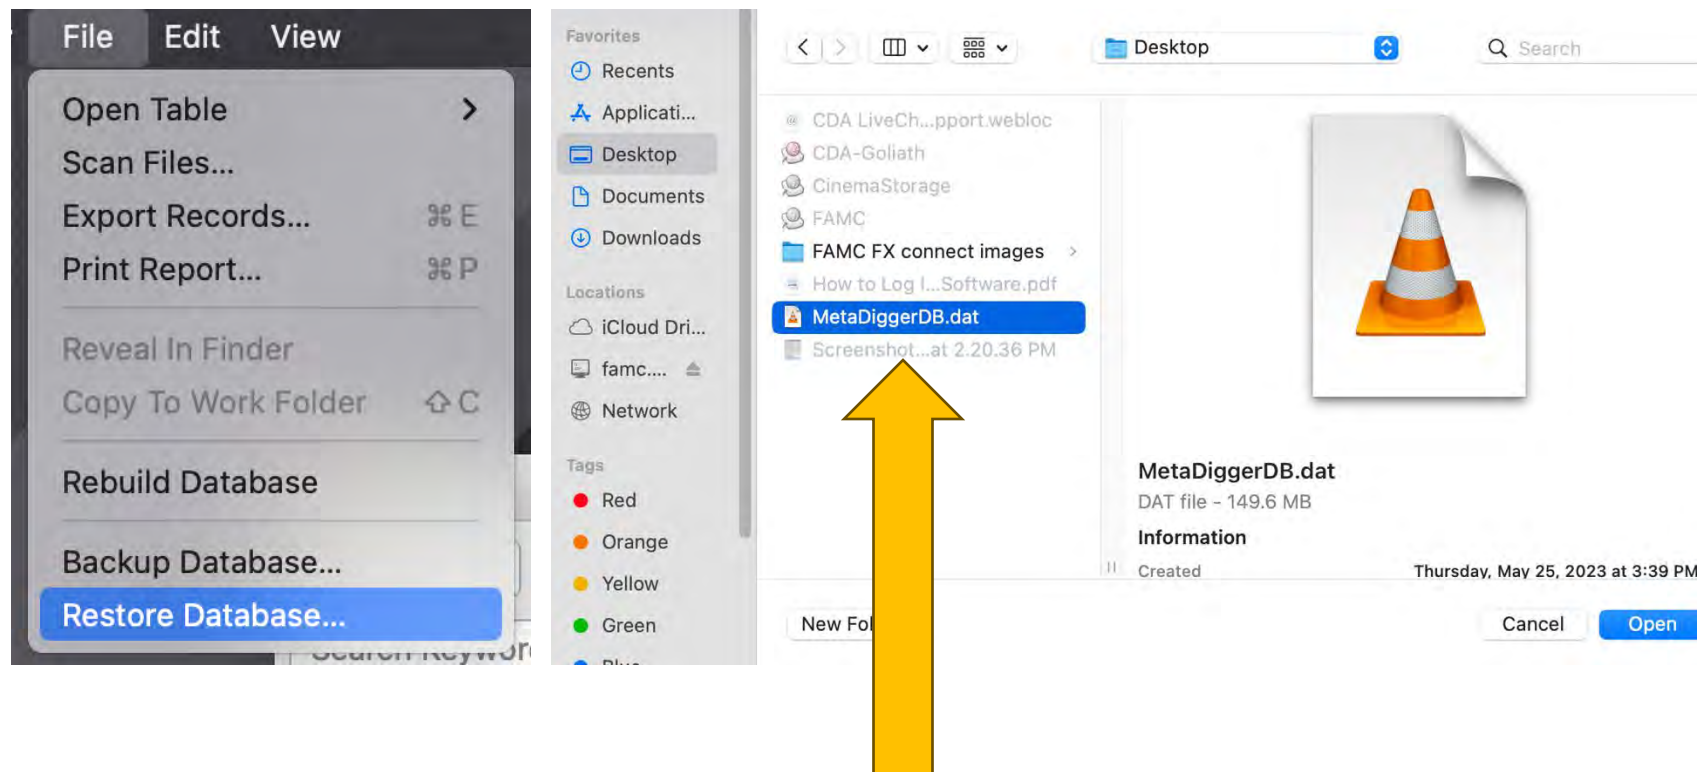 File Edit View
Open Table
Scan Files...
Export Records... ⌘ E
Print Report... ⌘ P
Reveal In Finder
Copy To Work Folder ⇧ C
Rebuild Database
Backup Database...
Restore Database...
Favorites
Recents
Applicati...
Desktop
Documents
Downloads
Locations
iCloud Dri...
famc....
Network
Tags
Red
Orange
Yellow
Green
Desktop
Search
CDA LiveCh...pport.webloc
CDA-Goliath
CinemaStorage
FAMC
FAMC FX connect images
How to Log I...Software.pdf
MetaDiggerDB.dat
Screenshot...at 2.20.36 PM
MetaDiggerDB.dat
DAT file - 149.6 MB
Information
Created Thursday, May 25, 2023 at 3:39 PM
New Fol
Cancel Open